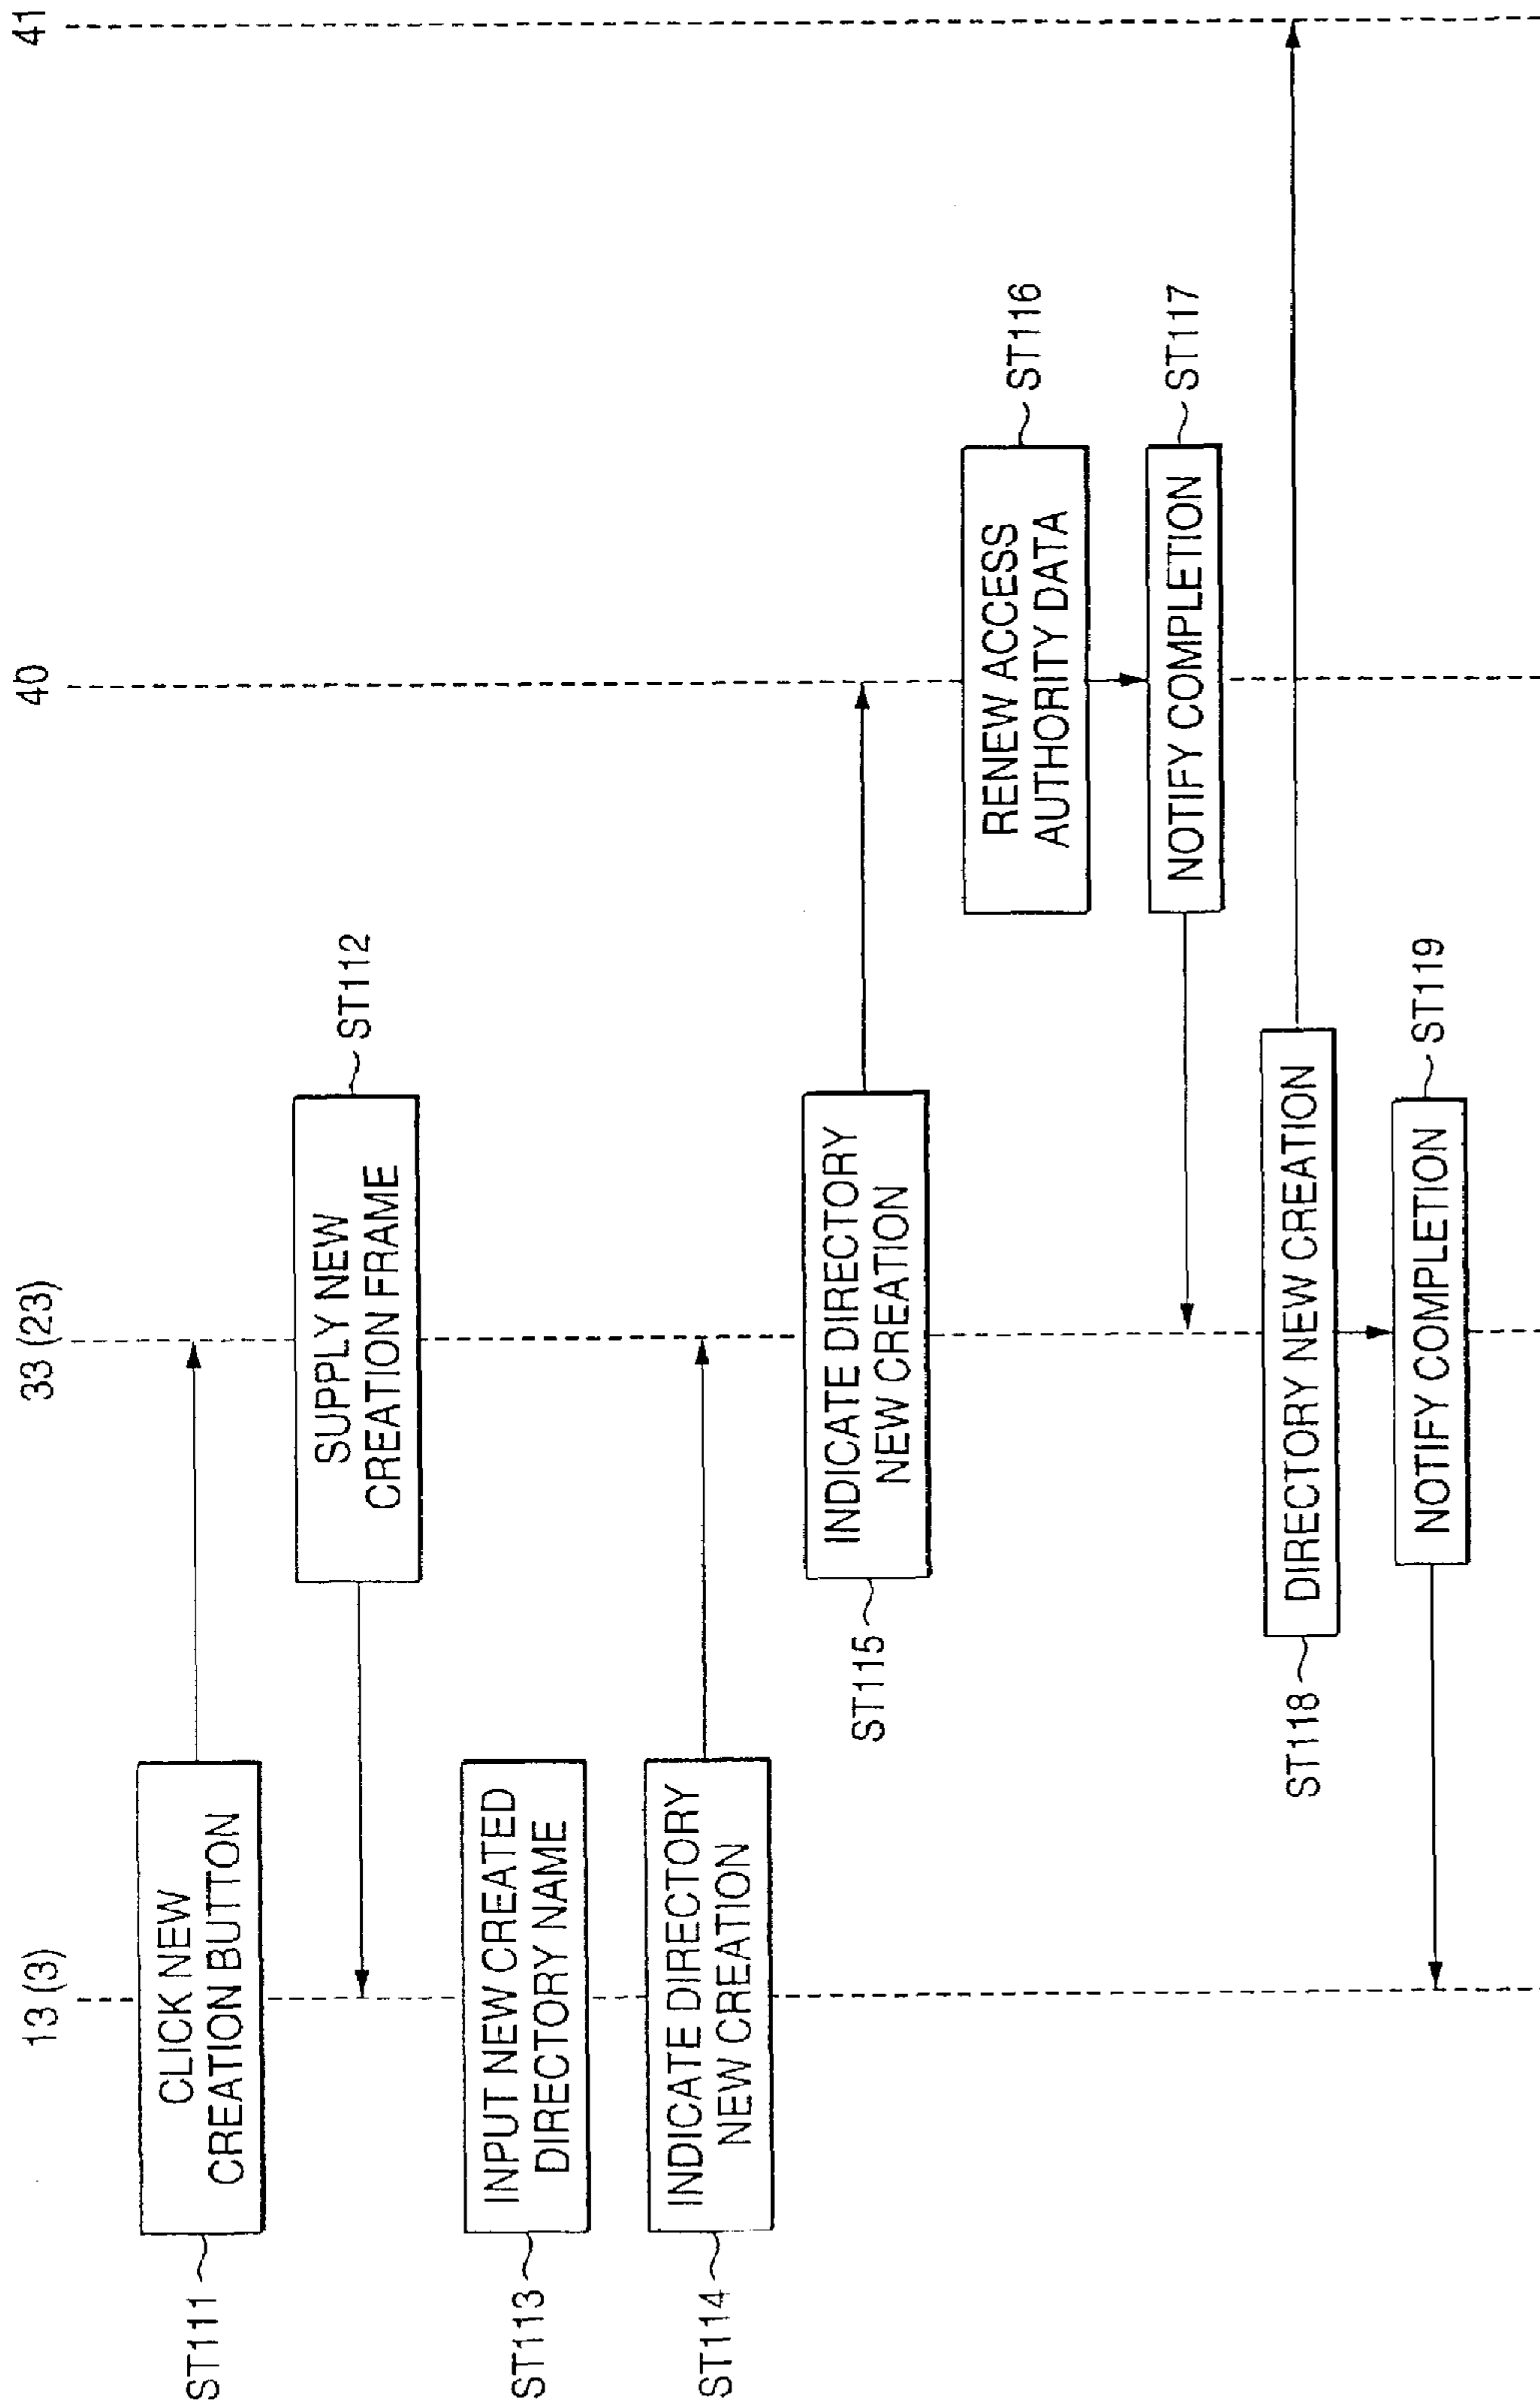 13 (3)
33 (23)
40
41
ST111
CLICK NEW
CREATION BUTTON
SUPPLY NEW
CREATION FRAME
ST112
ST113
INPUT NEW CREATED
DIRECTORY NAME
ST114
INDICATE DIRECTORY
NEW CREATION
ST115
INDICATE DIRECTORY
NEW CREATION
RENEW ACCESS
AUTHORITY DATA
ST116
NOTIFY COMPLETION
ST117
ST118
DIRECTORY NEW CREATION
NOTIFY COMPLETION
ST119